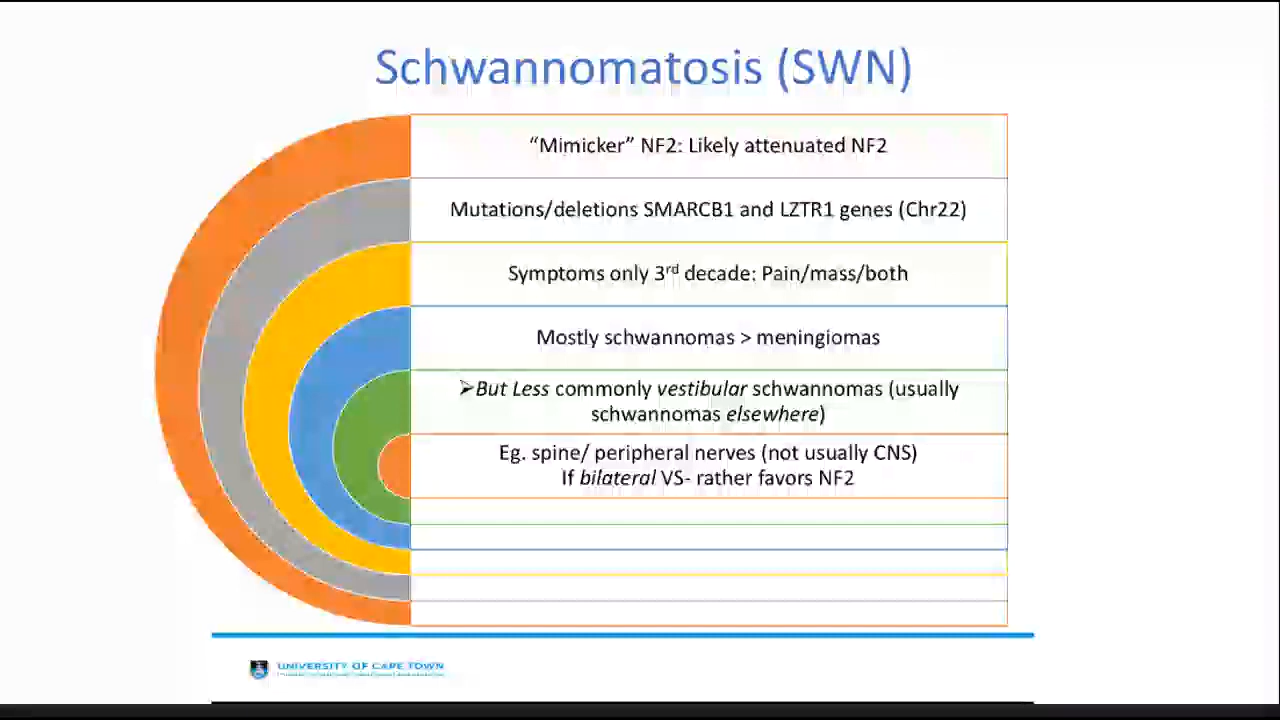 Schwannomatosis (SWN)
“Mimicker” NF2: Likely attenuated NF2
Mutations/deletions SMARCB1 and LZTR1 genes (Chr22)
Symptoms only 3rd decade: Pain/mass/both
Mostly schwannomas > meningiomas
➢But Less commonly vestibular schwannomas (usually
schwannomas elsewhere)
Eg. spine/ peripheral nerves (not usually CNS)
If bilateral VS- rather favors NF2
UNIVERSITY OF CAPE TOWN